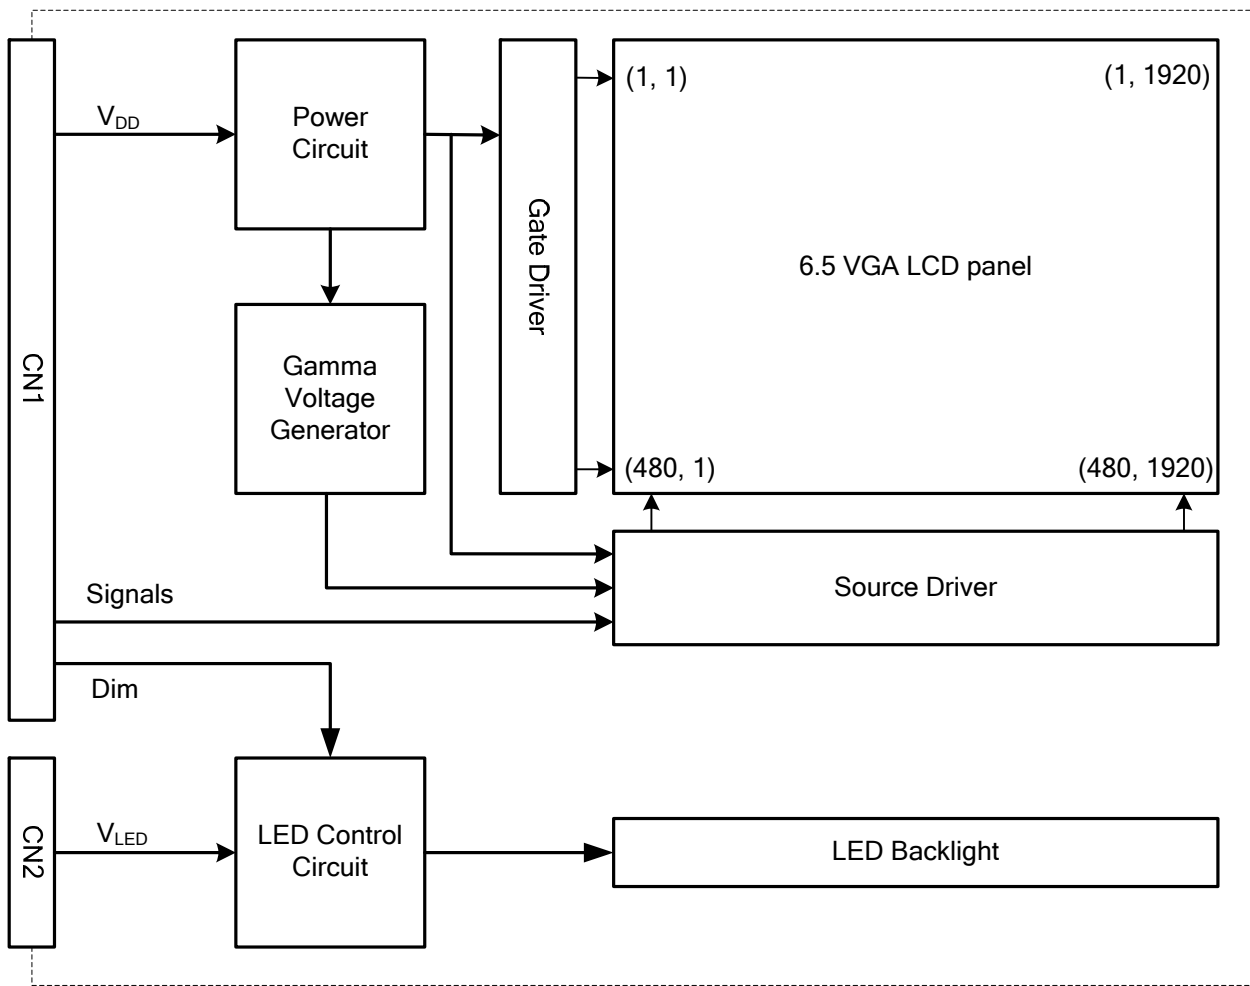 CN1
V_DD
Power
Circuit
Gate Driver
(1, 1)
(1, 1920)
6.5 VGA LCD panel
(480, 1)
(480, 1920)
Gamma
Voltage
Generator
Signals
Source Driver
Dim
CN2
V_LED
LED Control
Circuit
LED Backlight